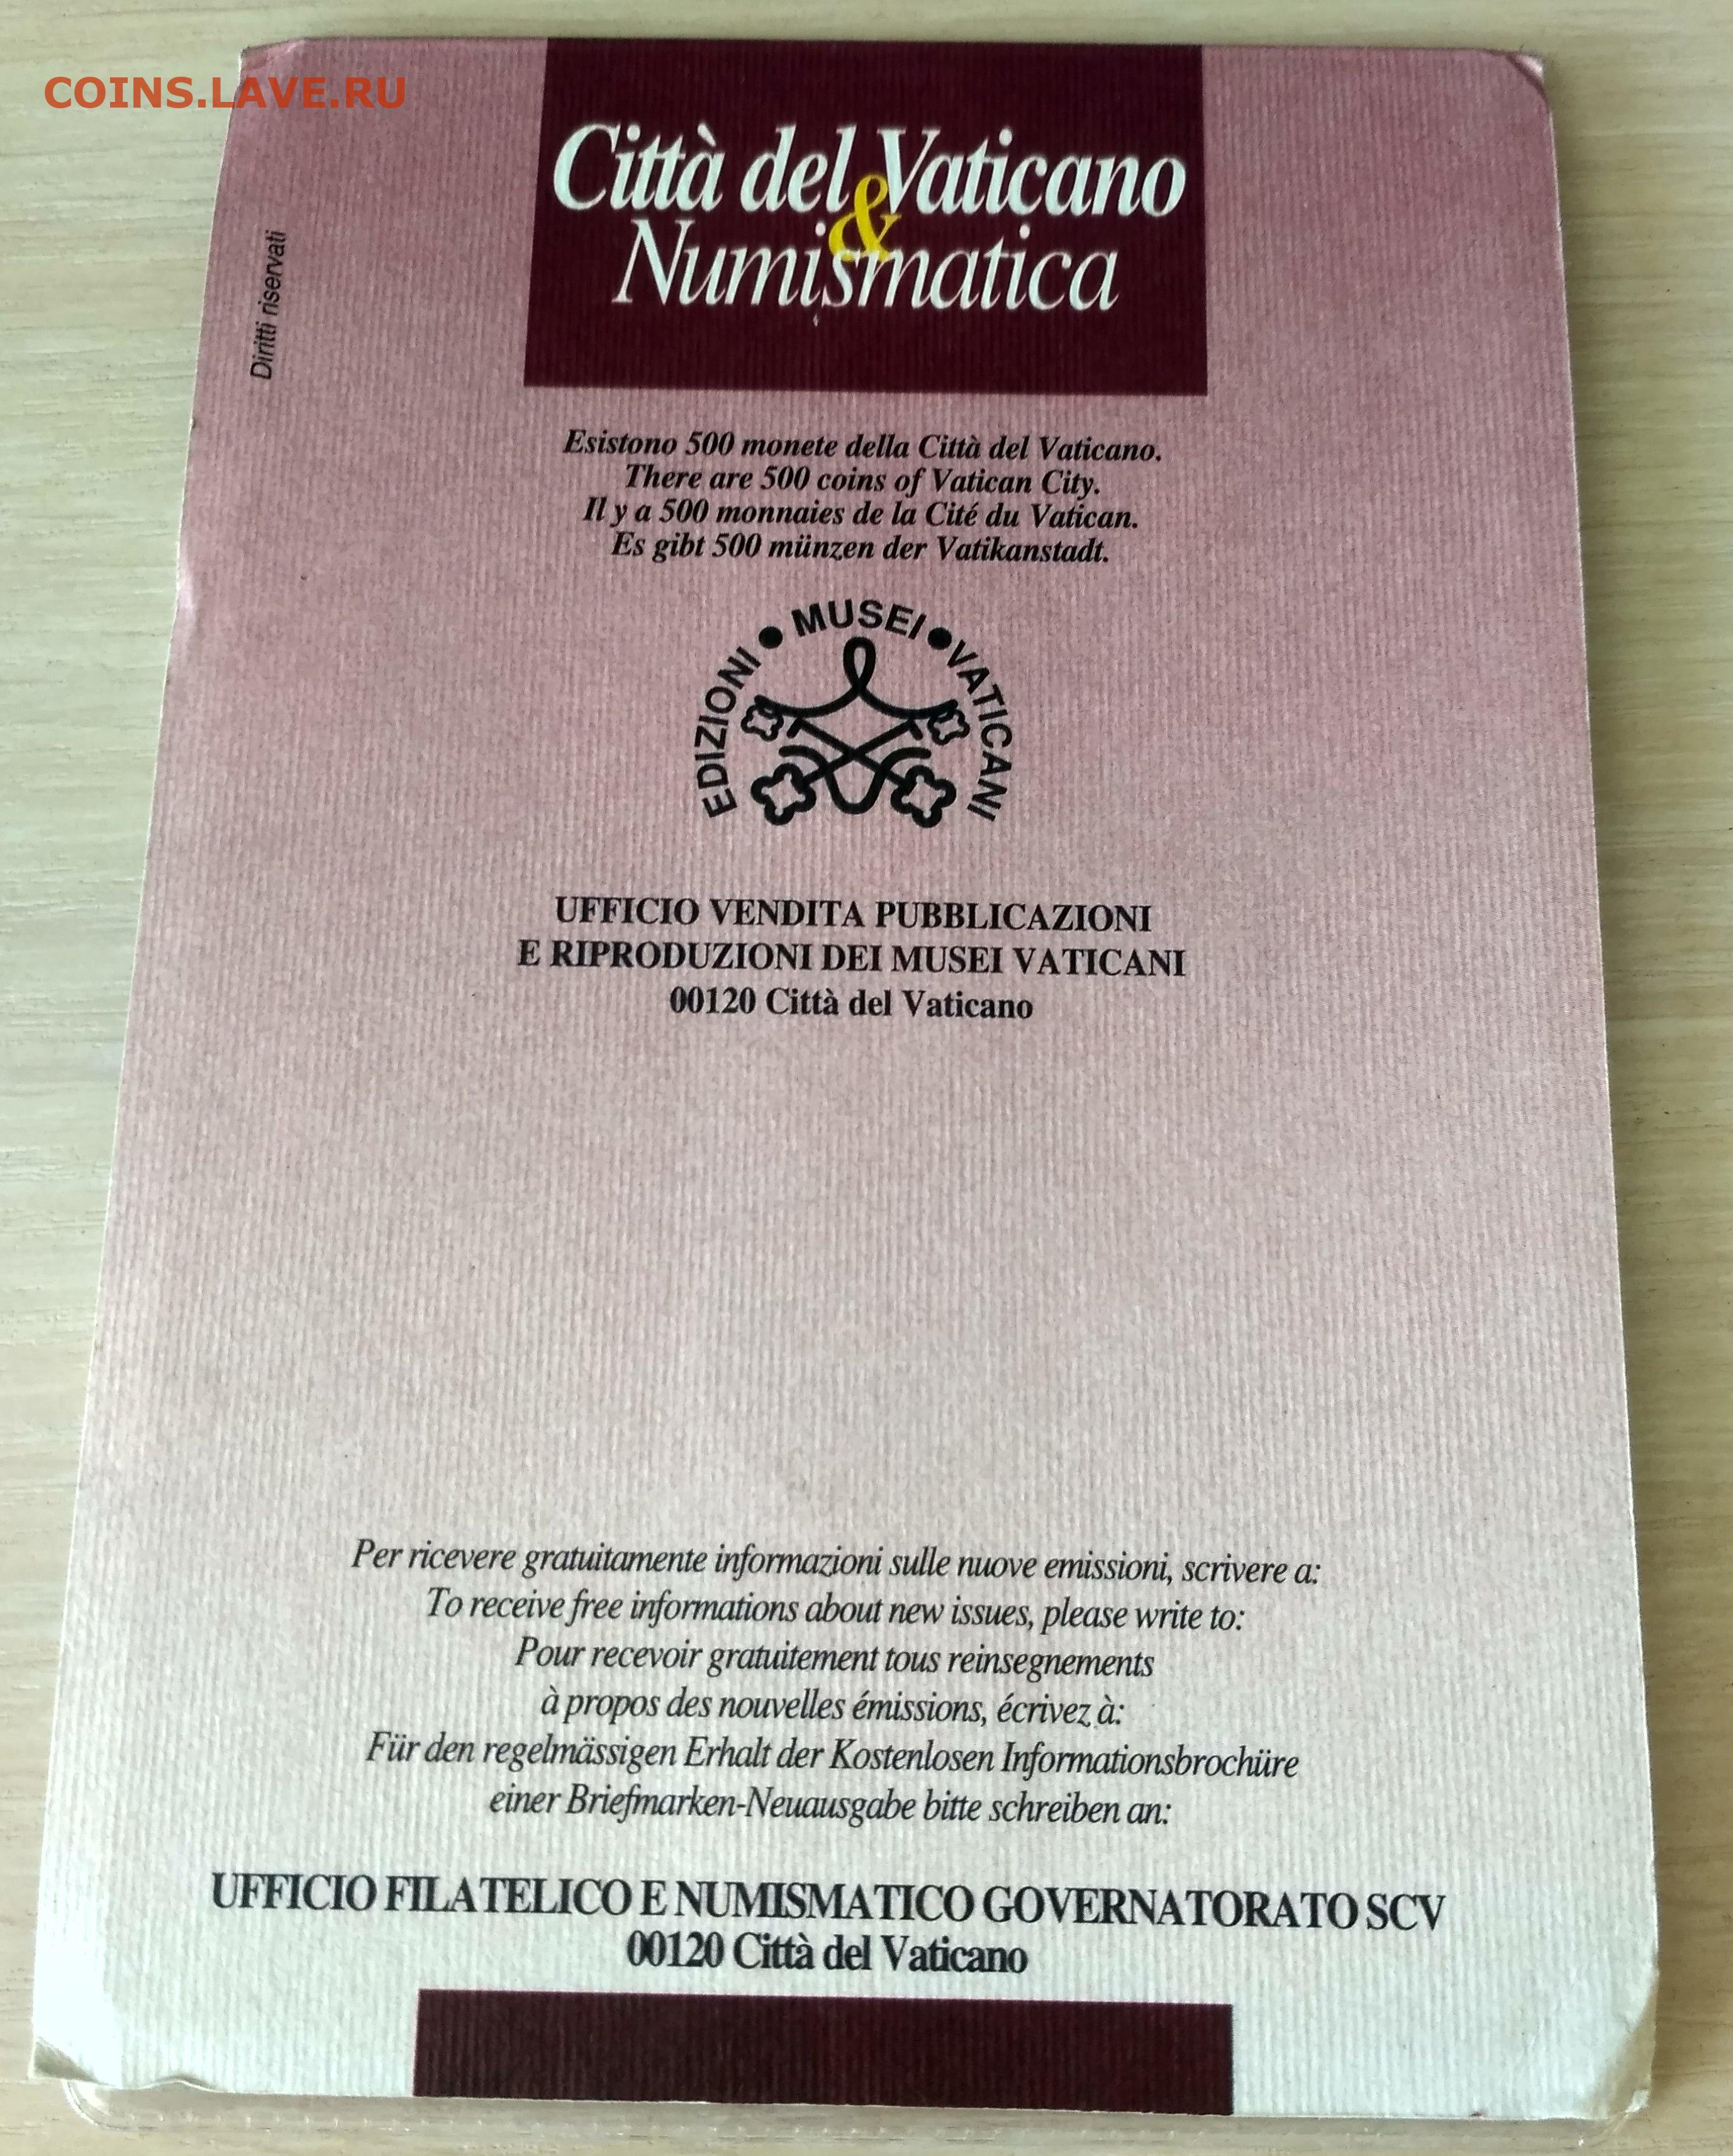 COINS.LAVE.RU
Città del Vaticano
&
Numismatica
Diritti riservati
Esistono 500 monete della Città del Vaticano.
There are 500 coins of Vatican City.
Il y a 500 monnaies de la Cité du Vatican.
Es gibt 500 münzen der Vatikanstadt.
EDIZIONI • MUSEI • VATICANI
UFFICIO VENDITA PUBBLICAZIONI
E RIPRODUZIONI DEI MUSEI VATICANI
00120 Città del Vaticano
Per ricevere gratuitamente informazioni sulle nuove emissioni, scrivere a:
To receive free informations about new issues, please write to:
Pour recevoir gratuitement tous reinsegnements
à propos des nouvelles émissions, écrivez à:
Für den regelmässigen Erhalt der Kostenlosen Informationsbrochüre
einer Briefmarken-Neuausgabe bitte schreiben an:
UFFICIO FILATELICO E NUMISMATICO GOVERNATORATO SCV
00120 Città del Vaticano